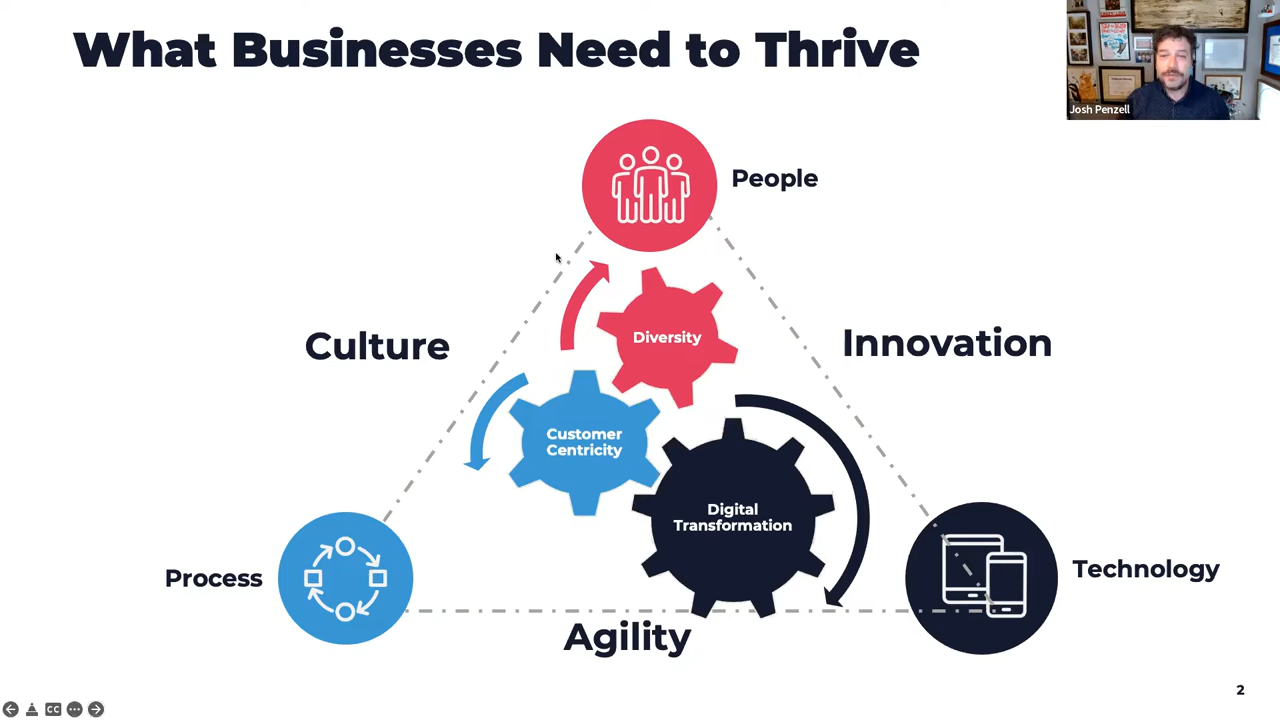 What Businesses Need to Thrive
Josh Penzell
People
Diversity
Culture
Innovation
Customer
Centricity
Digital
Transformation
Process
Technology
Agility
2
CC